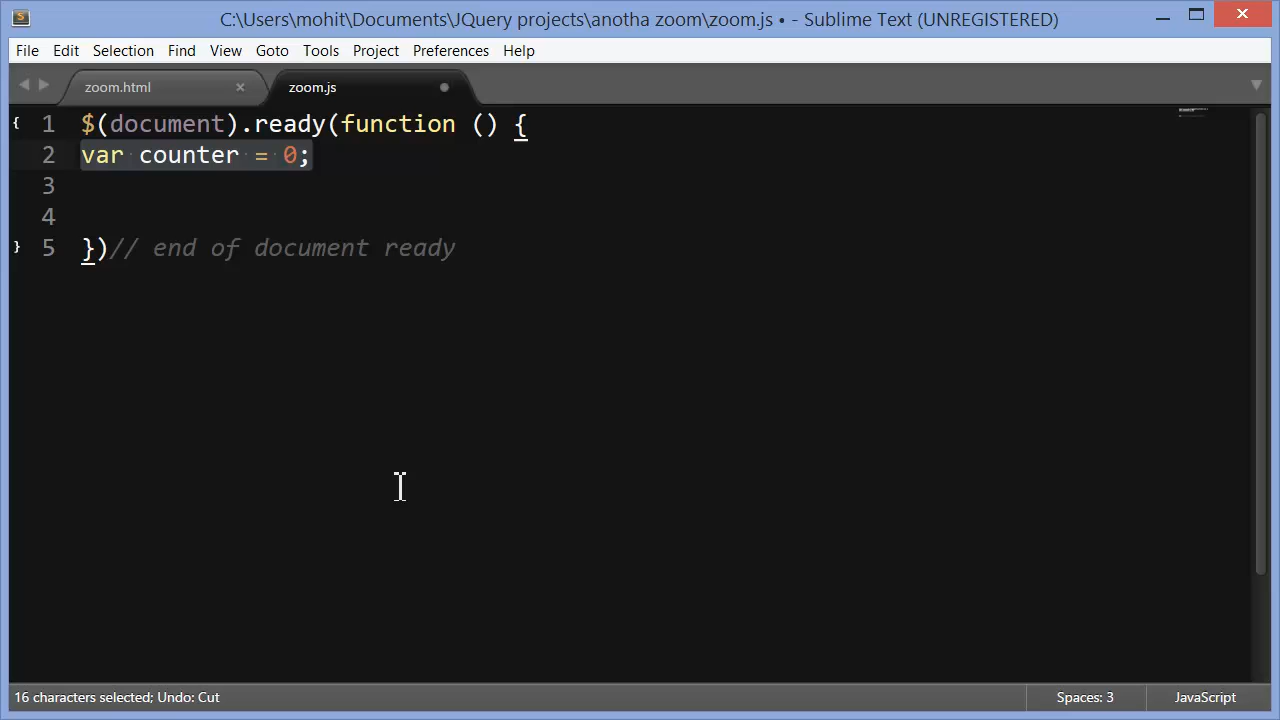 C:\Users\mohit\Documents\JQuery projects\anotha zoom\zoom.js • - Sublime Text (UNREGISTERED)
File Edit Selection Find View Goto Tools Project Preferences Help
zoom.html zoom.js
1 $(document).ready(function () {
2 var counter = 0;
3
4
5 })// end of document ready
16 characters selected; Undo: Cut Spaces: 3 JavaScript